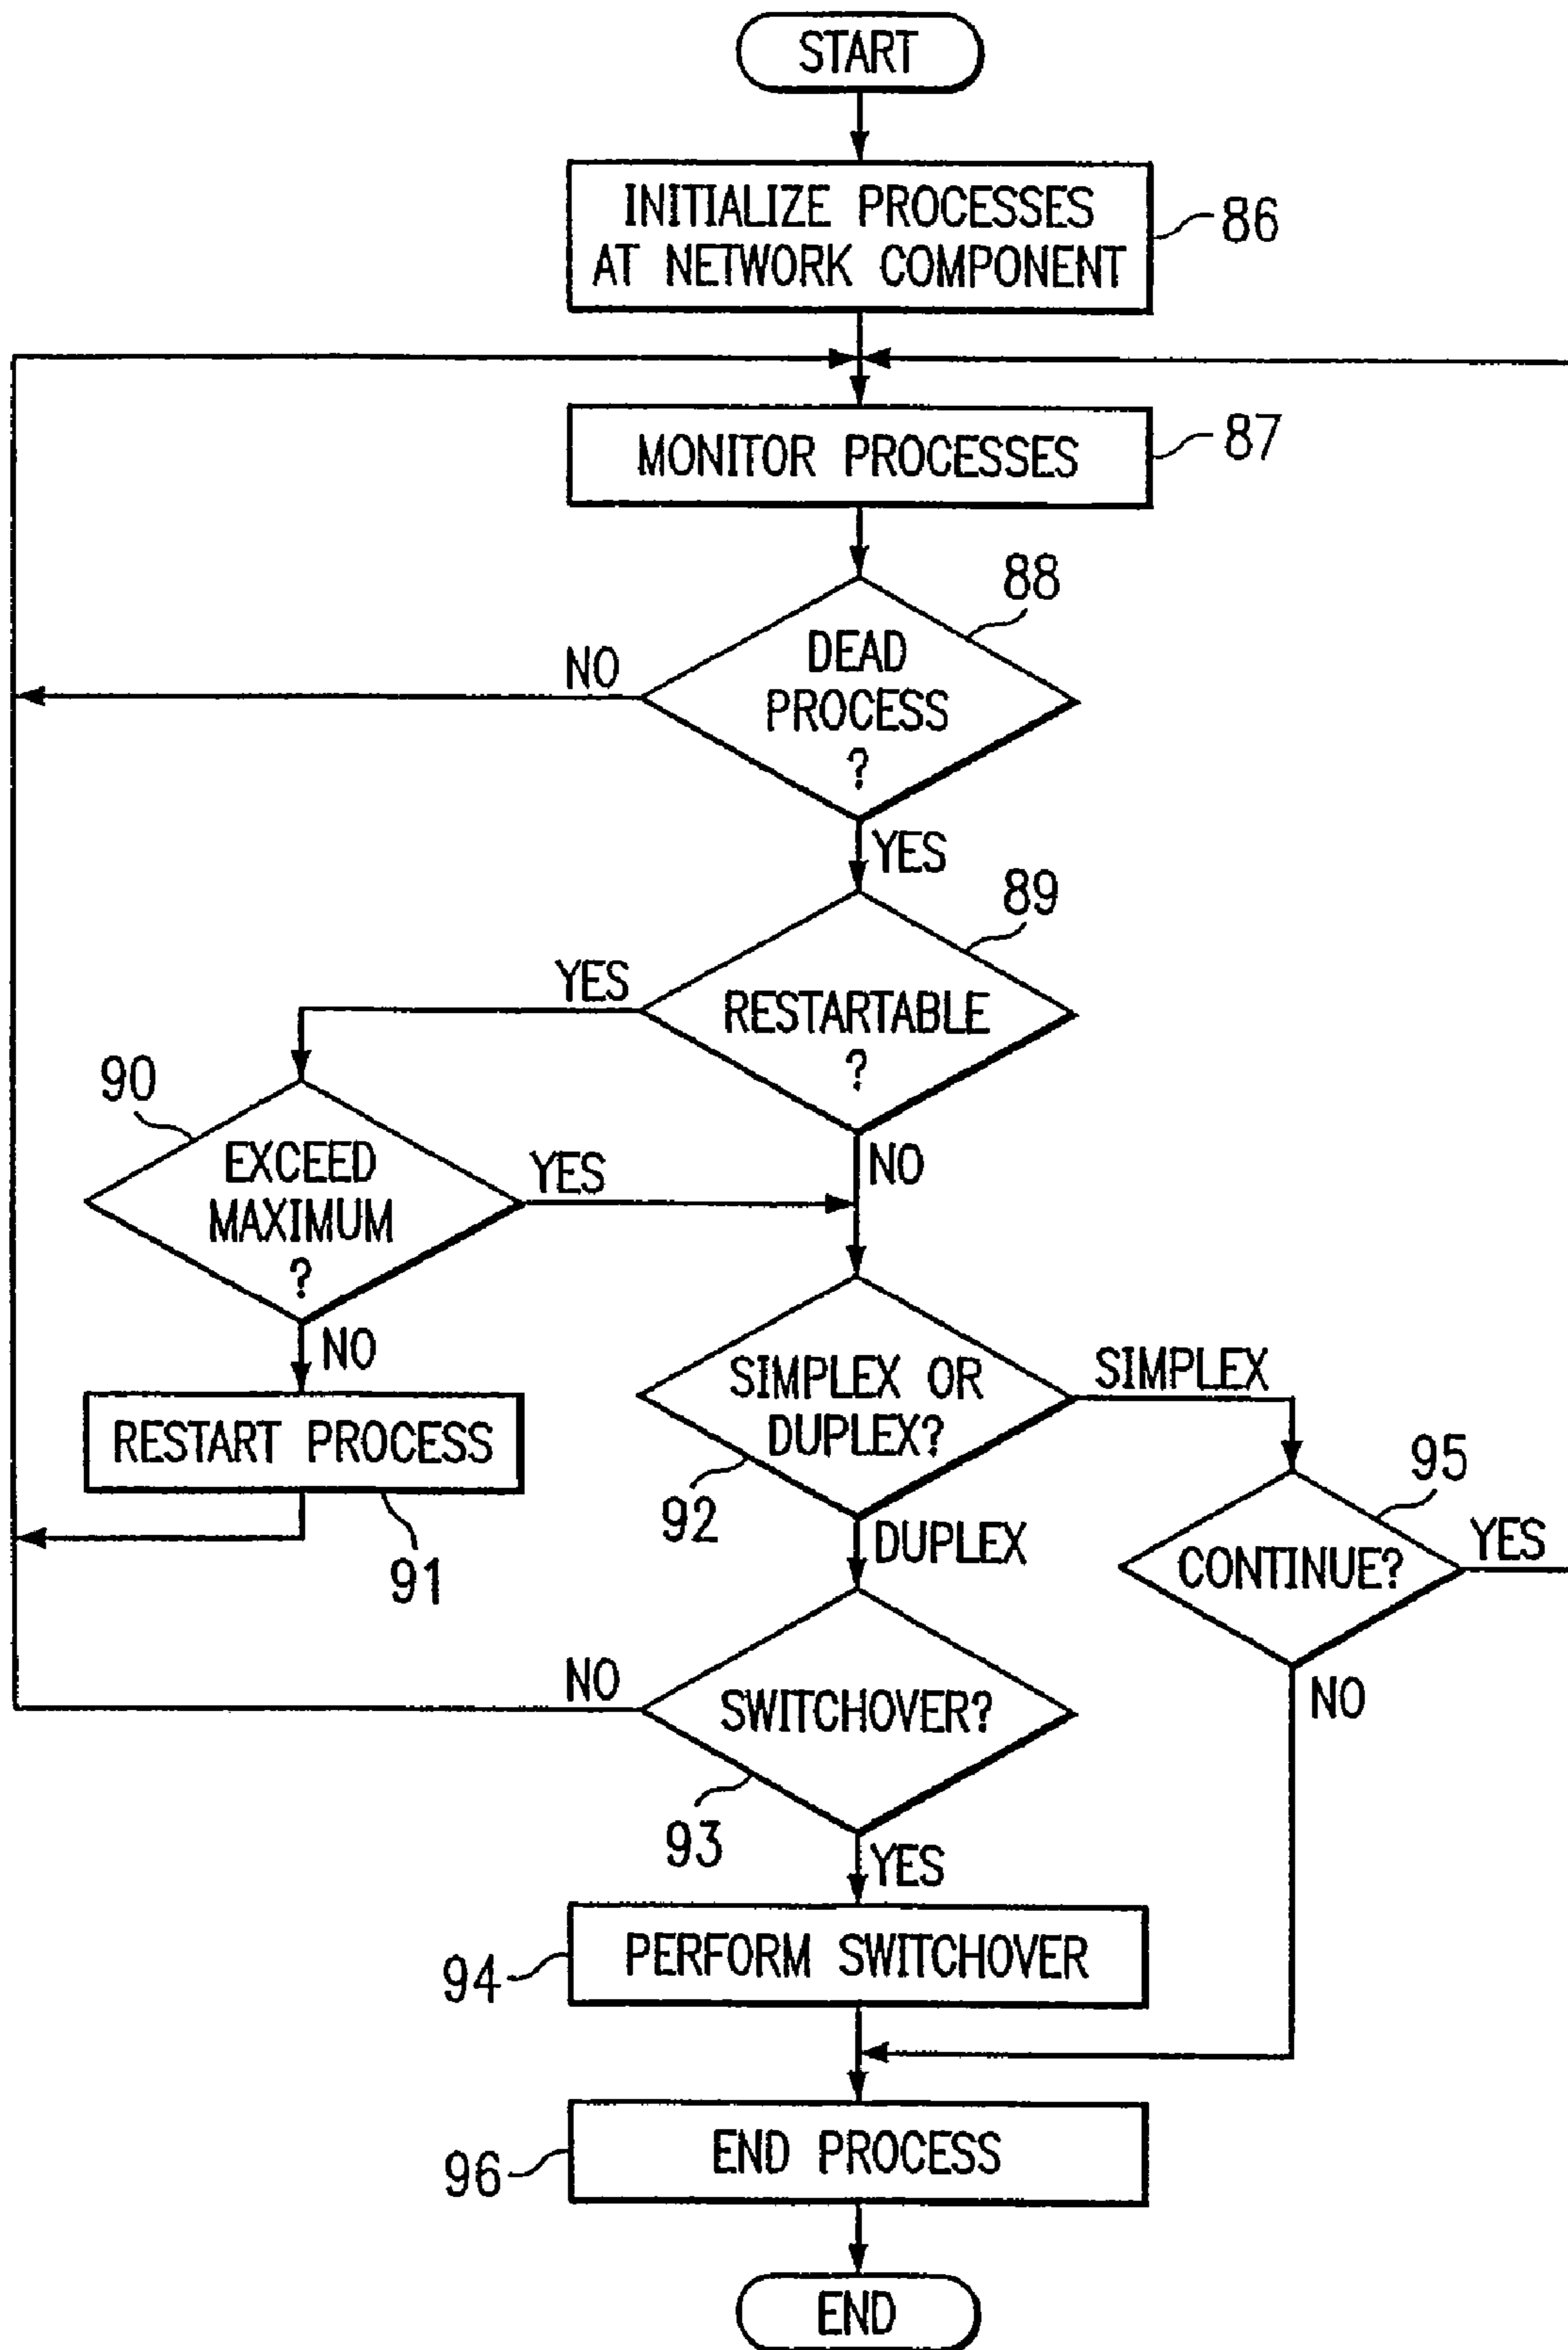 START
INITIALIZE PROCESSES
AT NETWORK COMPONENT
86
MONITOR PROCESSES
87
88
DEAD
PROCESS
?
NO
YES
89
RESTARTABLE
?
YES
NO
90
EXCEED
MAXIMUM
?
YES
NO
RESTART PROCESS
91
SIMPLEX OR
DUPLEX?
92
SIMPLEX
DUPLEX
95
CONTINUE?
YES
NO
SWITCHOVER?
93
NO
YES
PERFORM SWITCHOVER
94
END PROCESS
96
END